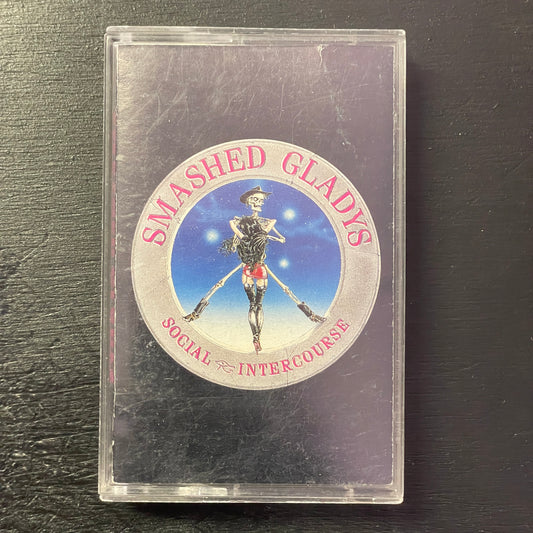 SMASHED GLADYS
SOCIAL INTERCOURSE